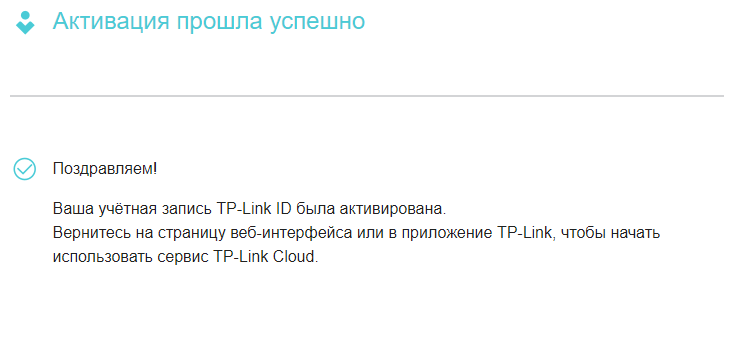 Активация прошла успешно
Поздравляем!
Ваша учётная запись TP-Link ID была активирована.
Вернитесь на страницу веб-интерфейса или в приложение TP-Link, чтобы начать
использовать сервис TP-Link Cloud.